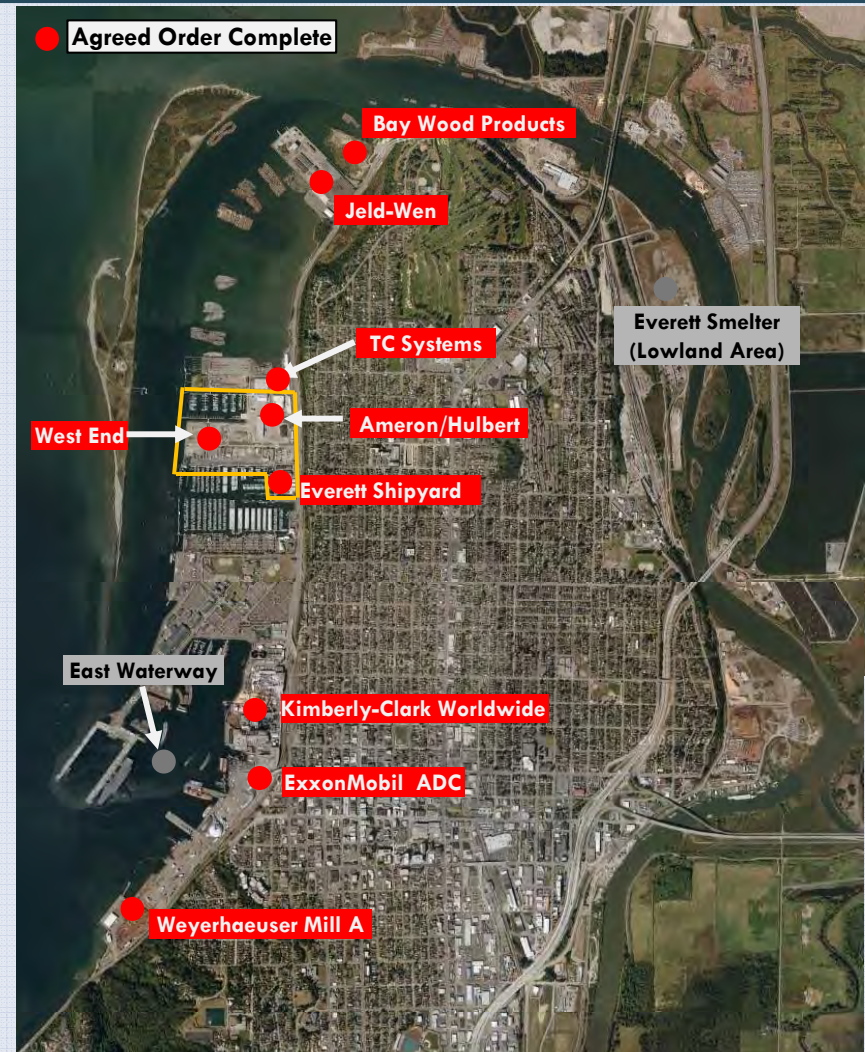 Agreed Order Complete
Bay Wood Products
Jeld-Wen
Everett Smelter
(Lowland Area)
TC Systems
Ameron/Hulbert
West End
Everett Shipyard
East Waterway
Kimberly-Clark Worldwide
ExxonMobil ADC
Weyerhaeuser Mill A